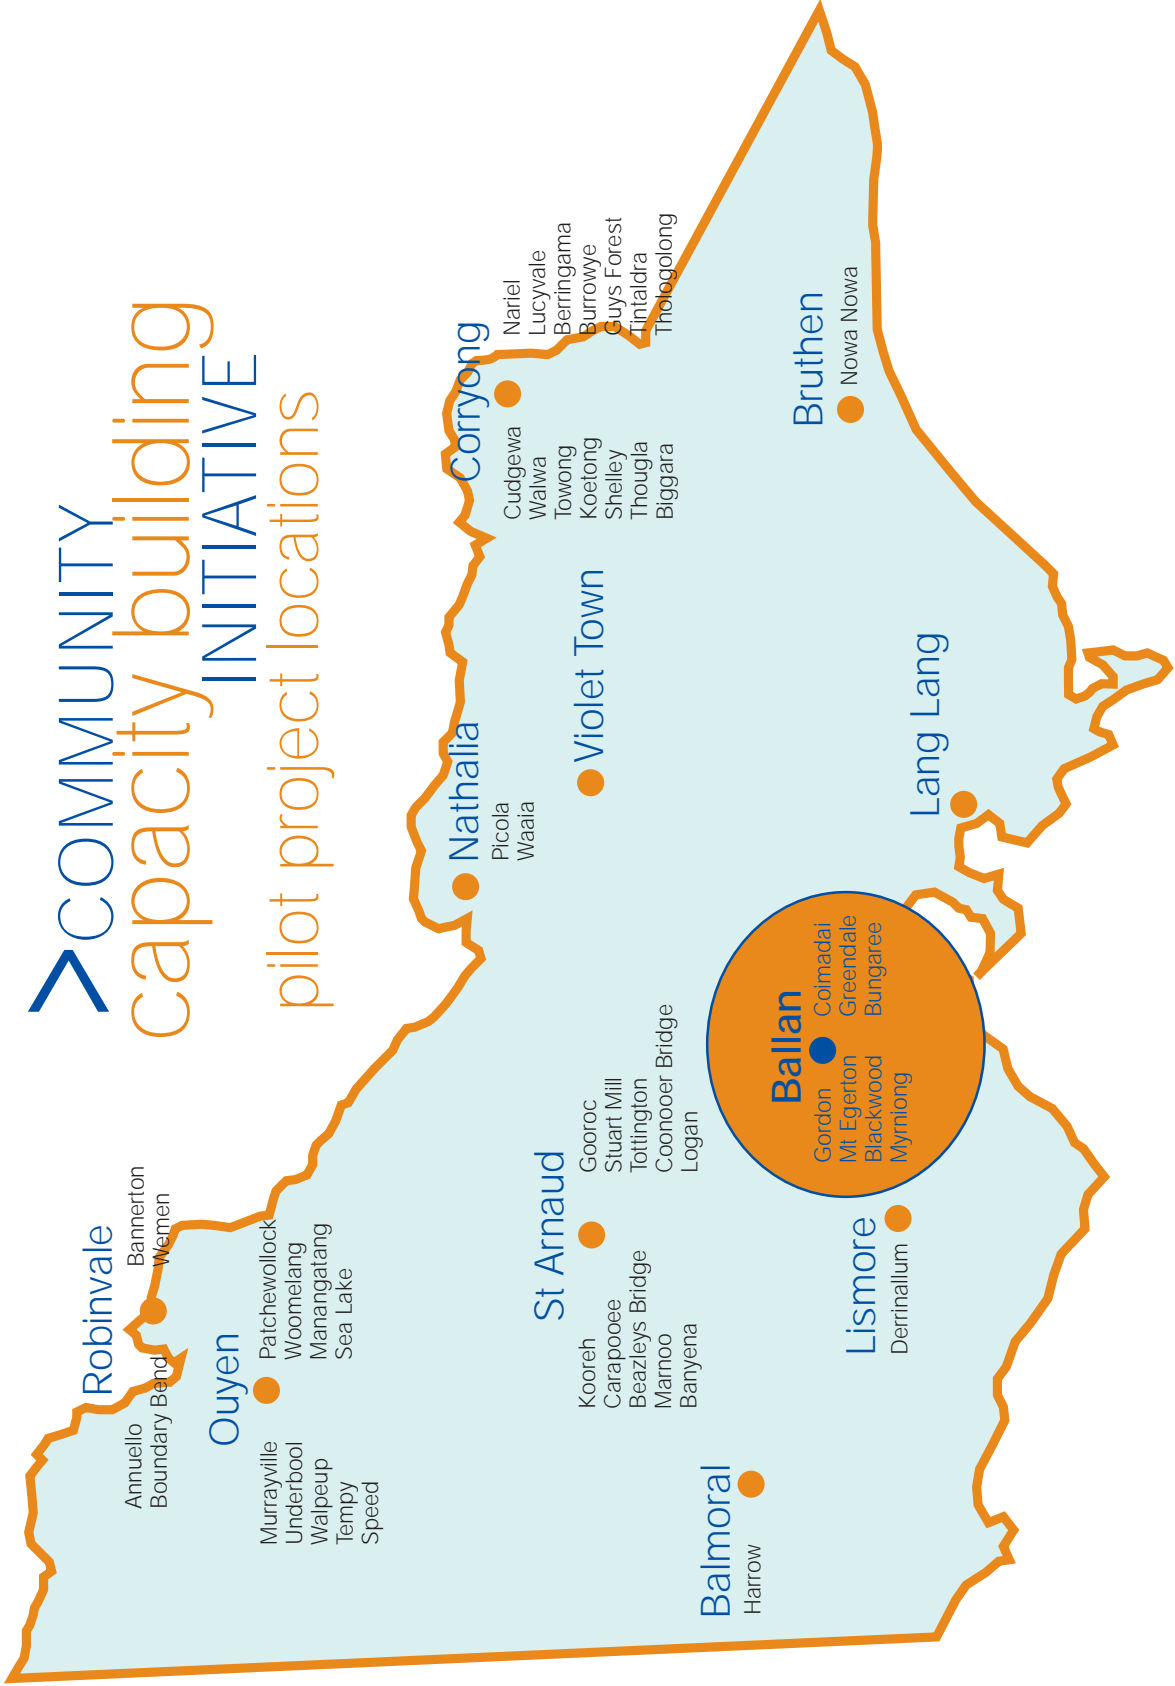 >COMMUNITY
capacity building
INITIATIVE
pilot project locations
Robinvale
Annuello
Boundary Bend
Bannerton
Wemen
Ouyen
Murrayville
Underbool
Walpeup
Tempy
Speed
Patchewollock
Woomelang
Manangatang
Sea Lake
Nathalia
Picola
Waaia
Corryong
Cudgewa
Walwa
Towong
Koetong
Shelley
Thougla
Biggara
Nariel
Lucyvale
Berringama
Burrowye
Guys Forest
Tintaldra
Thologolong
St Arnaud
Kooreh
Carapooee
Beazleys Bridge
Marnoo
Banyena
Gooroc
Stuart Mill
Tottington
Coonooer Bridge
Logan
Violet Town
Balmoral
Harrow
Ballan
Gordon
Mt Egerton
Blackwood
Myrniong
Coimadai
Greendale
Bungaree
Bruthen
Nowa Nowa
Lismore
Derrinallum
Lang Lang